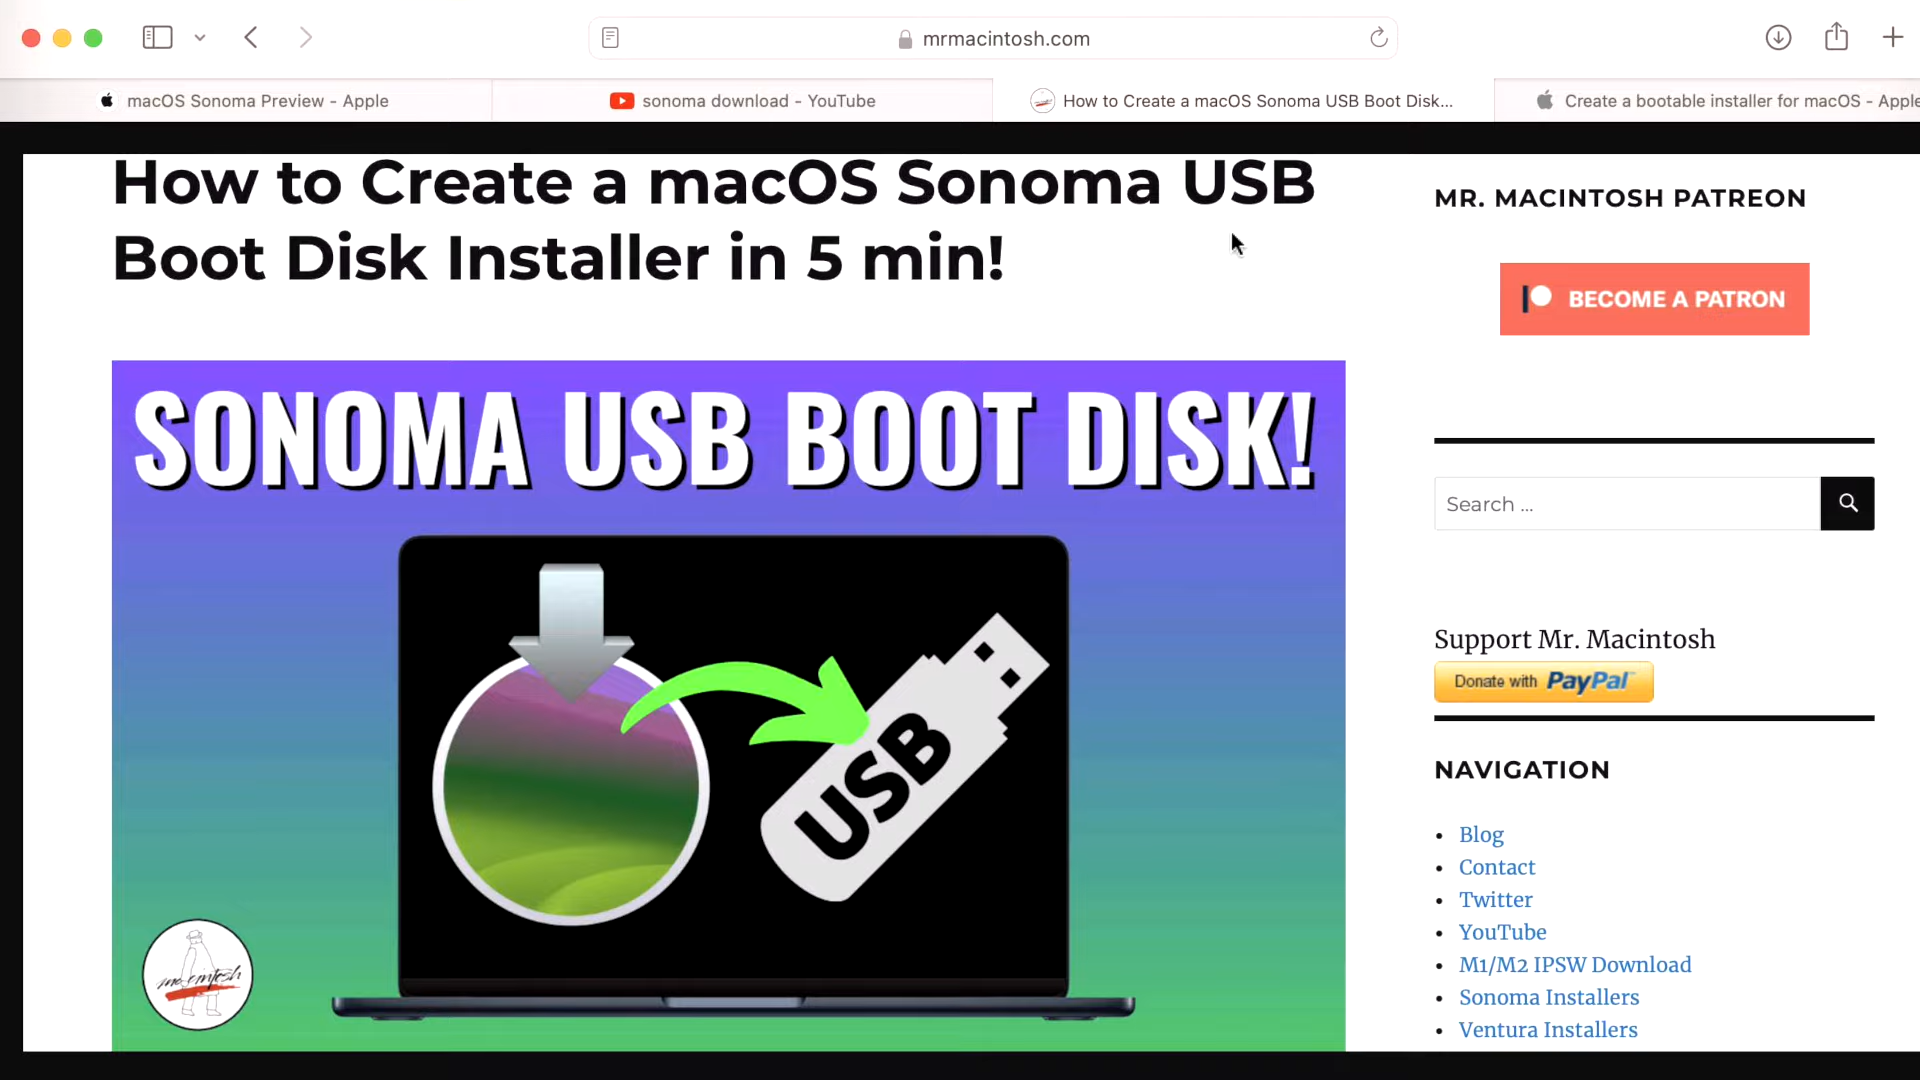 mrmacintosh.com
macOS Sonoma Preview - Apple
sonoma download - YouTube
How to Create a macOS Sonoma USB Boot Disk...
Create a bootable installer for macOS - Apple
How to Create a macOS Sonoma USB
Boot Disk Installer in 5 min!
SONOMA USB BOOT DISK!
USB
macintosh
MR. MACINTOSH PATREON
BECOME A PATRON
Search ...
Support Mr. Macintosh
Donate with PayPal
NAVIGATION
Blog
Contact
Twitter
YouTube
M1/M2 IPSW Download
Sonoma Installers
Ventura Installers